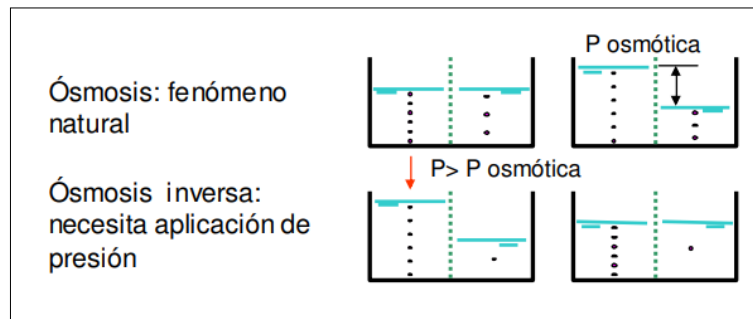 P osmótica
Ósmosis: fenómeno
natural
P> P osmótica
Ósmosis inversa:
necesita aplicación de
presión